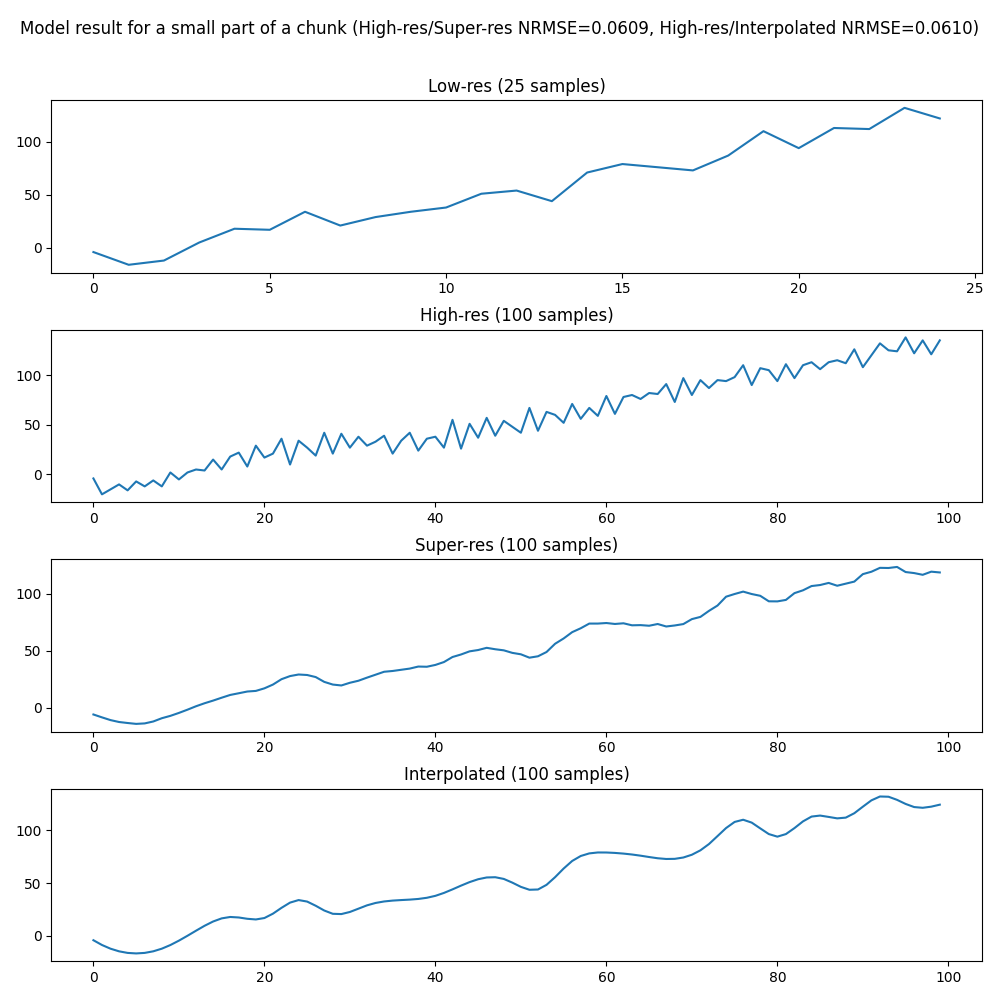 Model result for a small part of a chunk (High-res/Super-res NRMSE=0.0609, High-res/Interpolated NRMSE=0.0610)
Low-res (25 samples)
100
50
0
0 5 10 15 20 25
High-res (100 samples)
100
50
0
0 20 40 60 80 100
Super-res (100 samples)
100
50
0
0 20 40 60 80 100
Interpolated (100 samples)
100
50
0
0 20 40 60 80 100